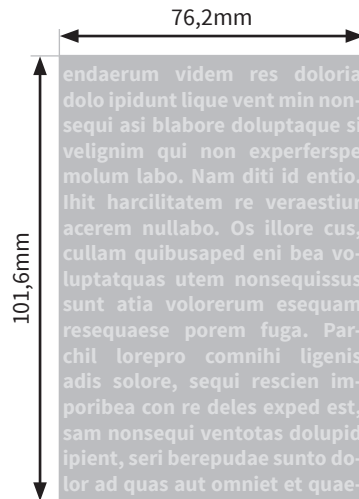 76,2mm
101,6mm
endaerum videm res doloria
dolo ipidunt lique vent min non-
sequi asi blabore doluptaque si
velignim qui non experferspe
molum labo. Nam diti id entio.
Ihit harcilitatem re veraestiur
acerem nullabo. Os illore cus,
cullam quibusaped eni bea vo-
luptatquas utem nonsequissus
sunt atia volorerum esequam
resequaese porem fuga. Par-
chil lorepro comnihi ligenis
adis solore, sequi rescien im-
poribea con re deles exped est,
sam nonsequi ventotas dolupid
ipient, seri berepudae sunto do-
lor ad quas aut omniet et quae-